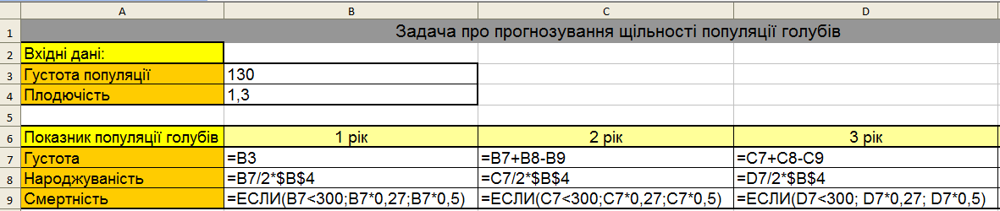 A B C D
1 Задача про прогнозування щільності популяції голубів
2 Вхідні дані:
3 Густота популяції 130
4 Плодючість 1,3
5
6 Показник популяції голубів 1 рік 2 рік 3 рік
7 Густота =B3 =B7+B8-B9 =C7+C8-C9
8 Народжуваність =B7/2*$B$4 =C7/2*$B$4 =D7/2*$B$4
9 Смертність =ЕСЛИ(B7<300;B7*0,27;B7*0,5) =ЕСЛИ(C7<300;C7*0,27;C7*0,5) =ЕСЛИ(D7<300; D7*0,27; D7*0,5)